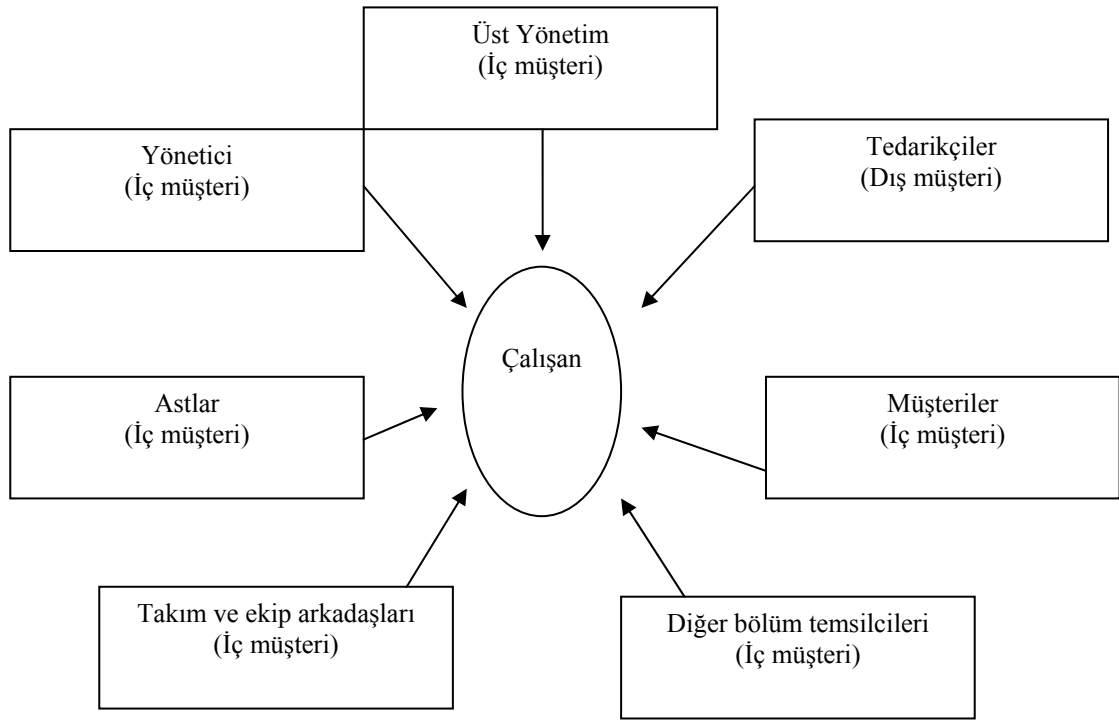 Üst Yönetim
(İç müşteri)
Yönetici
(İç müşteri)
Tedarikçiler
(Dış müşteri)
Çalışan
Astlar
(İç müşteri)
Müşteriler
(İç müşteri)
Takım ve ekip arkadaşları
(İç müşteri)
Diğer bölüm temsilcileri
(İç müşteri)